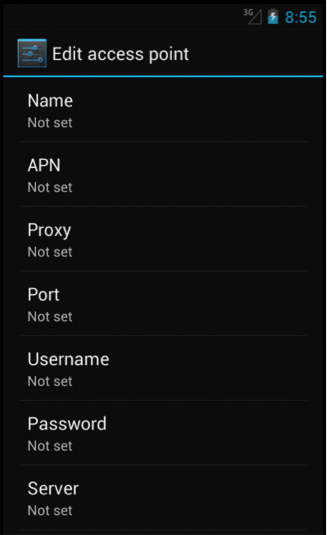 3G 8:55
Edit access point
Name
Not set
APN
Not set
Proxy
Not set
Port
Not set
Username
Not set
Password
Not set
Server
Not set